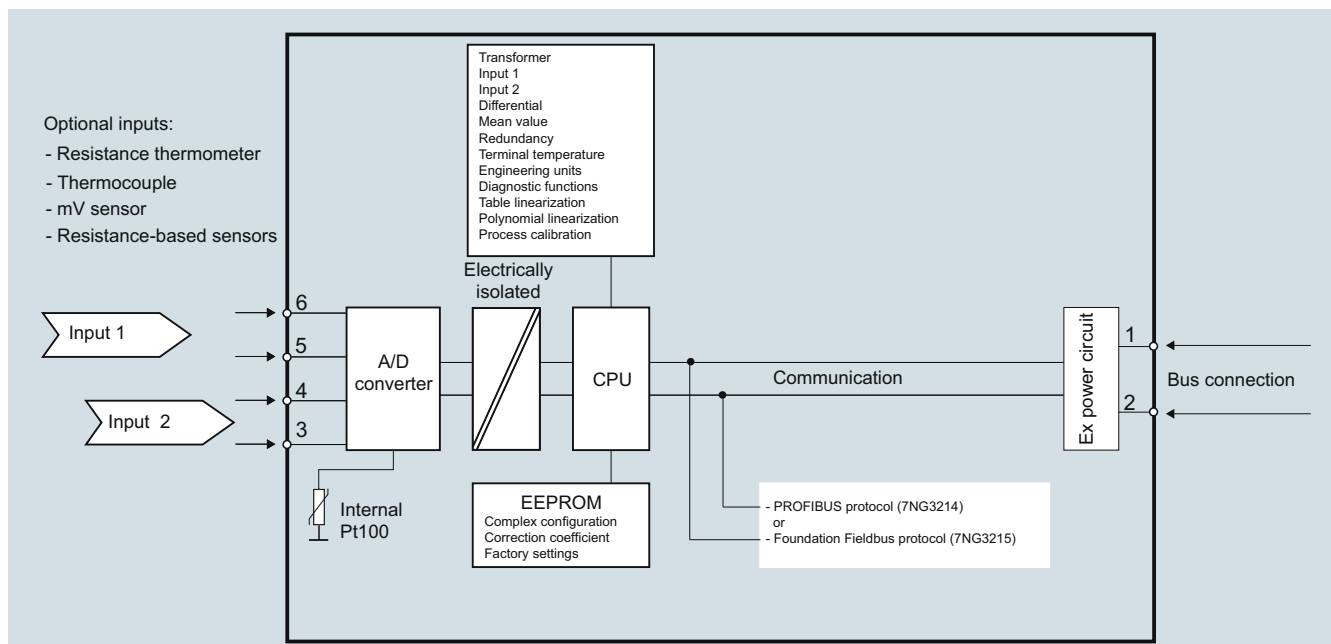 Transformer
Input 1
Input 2
Differential
Mean value
Redundancy
Terminal temperature
Engineering units
Diagnostic functions
Table linearization
Polynomial linearization
Process calibration
Optional inputs:
- Resistance thermometer
- Thermocouple
- mV sensor
- Resistance-based sensors
Electrically
isolated
Input 1
Input 2
6
5
4
3
A/D
converter
CPU
Communication
Ex power circuit
1
2
Bus connection
Internal
Pt100
EEPROM
Complex configuration
Correction coefficient
Factory settings
- PROFIBUS protocol (7NG3214)
or
- Foundation Fieldbus protocol (7NG3215)